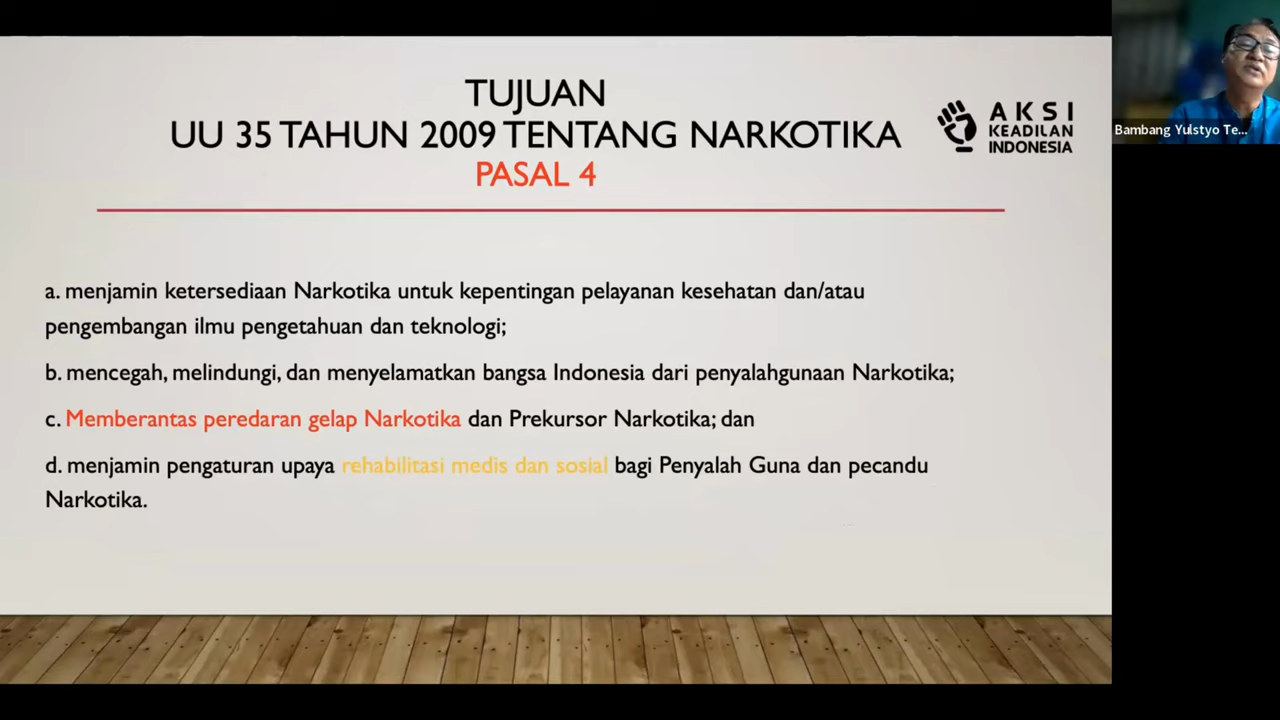 TUJUAN
UU 35 TAHUN 2009 TENTANG NARKOTIKA
PASAL 4
AKSI
KEADILAN
INDONESIA
Bambang Yulstyo Te...
a. menjamin ketersediaan Narkotika untuk kepentingan pelayanan kesehatan dan/atau
pengembangan ilmu pengetahuan dan teknologi;
b. mencegah, melindungi, dan menyelamatkan bangsa Indonesia dari penyalahgunaan Narkotika;
c. Memberantas peredaran gelap Narkotika dan Prekursor Narkotika; dan
d. menjamin pengaturan upaya rehabilitasi medis dan sosial bagi Penyalah Guna dan pecandu
Narkotika.